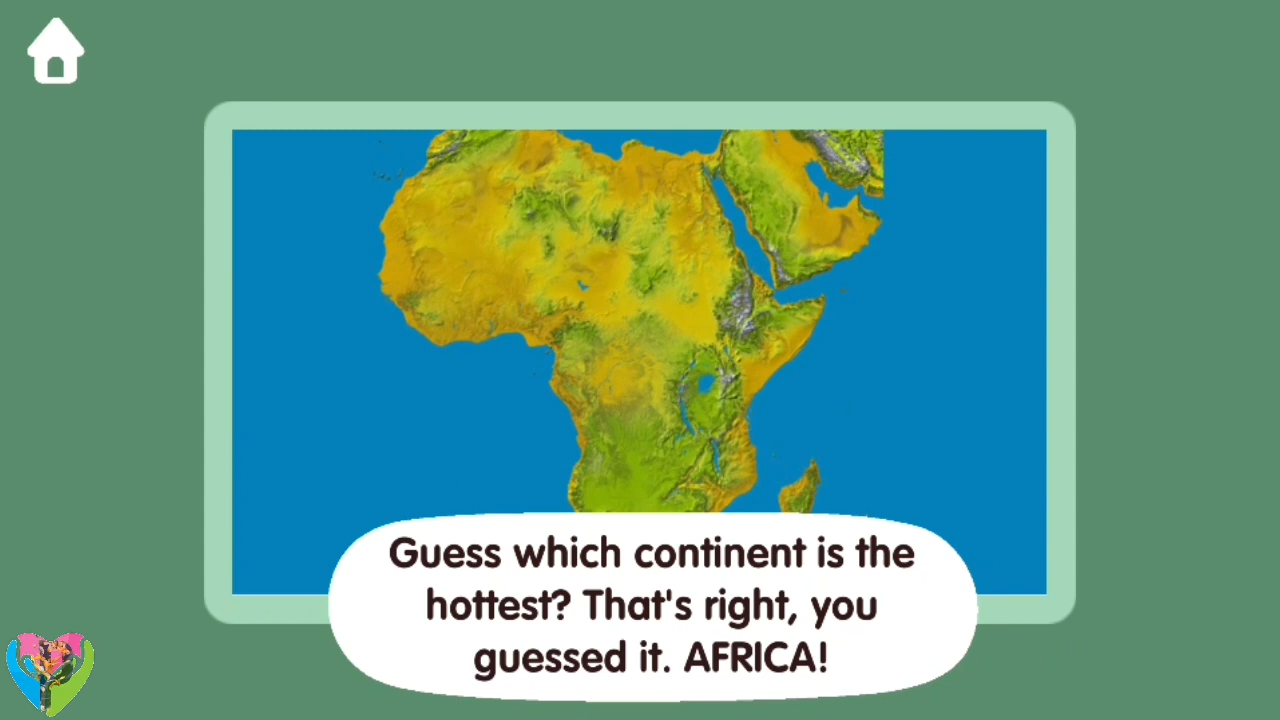 Guess which continent is the
hottest? That's right, you
guessed it. AFRICA!